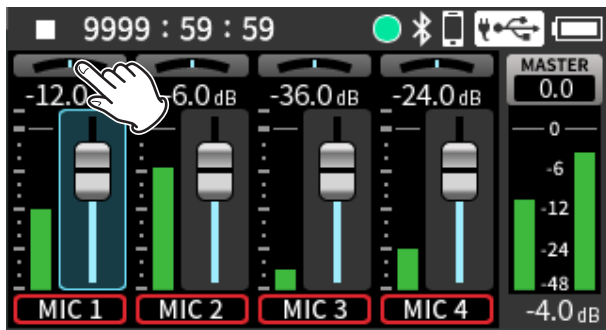 9999 : 59 : 59
MASTER
0.0
-12.0
-6.0 dB
-36.0 dB
-24.0 dB
0
-6
-12
-24
-48
MIC 1
MIC 2
MIC 3
MIC 4
-4.0 dB